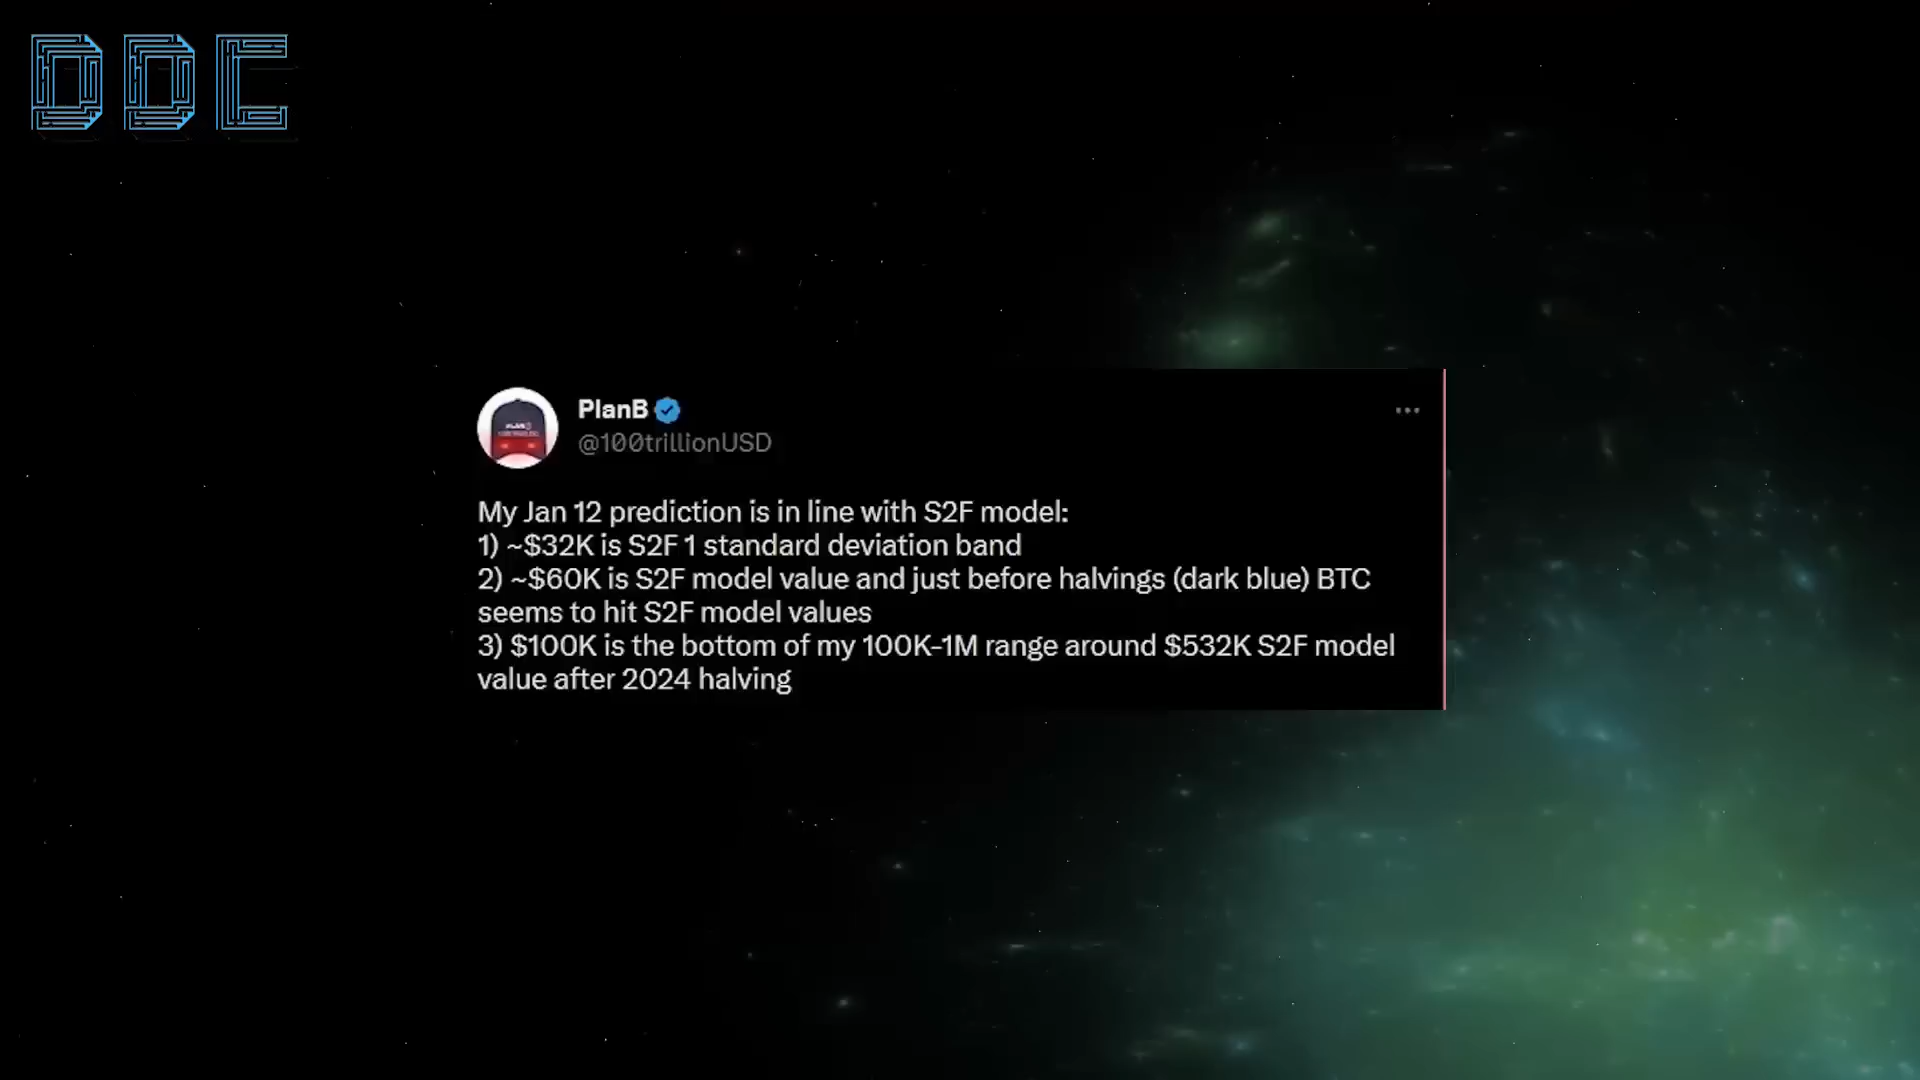 DDC
PlanB
@100trillionUSD
My Jan 12 prediction is in line with S2F model:
1) ~$32K is S2F 1 standard deviation band
2) ~$60K is S2F model value and just before halvings (dark blue) BTC
seems to hit S2F model values
3) $100K is the bottom of my 100K-1M range around $532K S2F model
value after 2024 halving